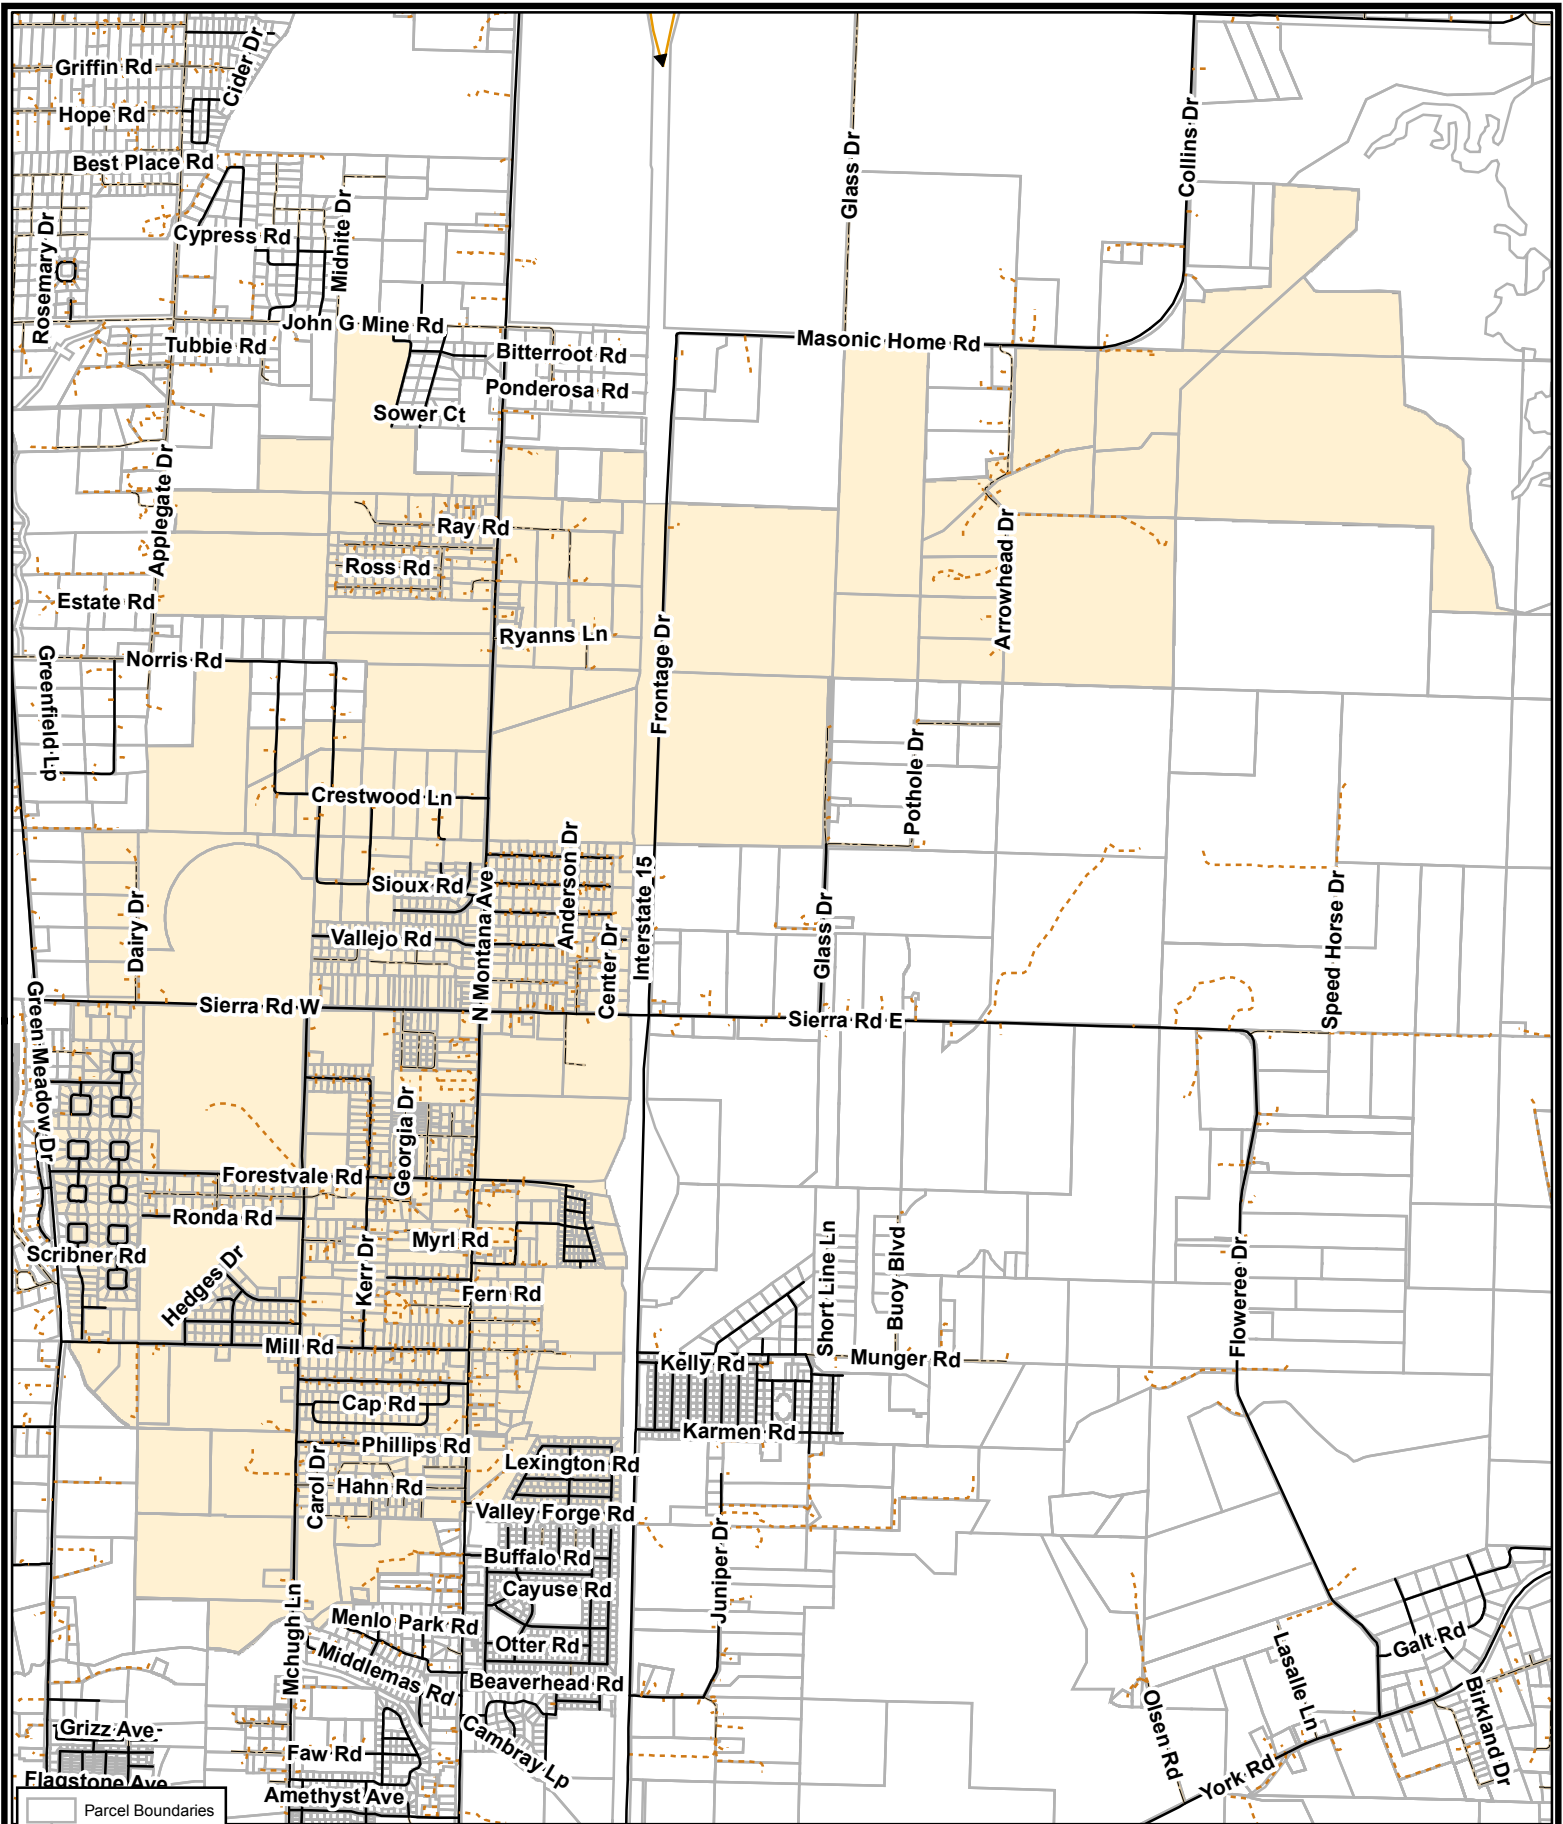 Cider Dr
Griffin Rd
Hope Rd
Best Place Rd
Glass Dr
Collins Dr
Rosemary Dr
Cypress Rd
Midnite Dr
John G Mine Rd
Tubbie Rd
Bitterroot Rd
Masonic Home Rd
Ponderosa Rd
Sower Ct
Applegate Dr
Ray Rd
Ross Rd
Arrowhead Dr
Estate Rd
Ryanns Ln
Frontage Dr
Norris Rd
Greenfield Lp
Crestwood Ln
Pothole Dr
Sioux Rd
Anderson Dr
Interstate 15
Dairy Dr
Vallejo Rd
N Montana Ave
Center Dr
Glass Dr
Speed Horse Dr
Sierra Rd W
Sierra Rd E
Green Meadow Dr
Georgia Dr
Forestvale Rd
Ronda Rd
Myrl Rd
Scribner Rd
Hedges Dr
Kerr Dr
Fern Rd
Short Line Ln
Buoy Blvd
Floweree Dr
Mill Rd
Kelly Rd
Munger Rd
Cap Rd
Karmen Rd
Phillips Rd
Lexington Rd
Carol Dr
Hahn Rd
Valley Forge Rd
Buffalo Rd
Juniper Dr
Cayuse Rd
Mchugh Ln
Menlo Park Rd
Otter Rd
Galt Rd
Lasalle Ln
Middlemas Rd
Beaverhead Rd
Olsen Rd
Birkland Dr
Grizz Ave
Cambray Lp
Faw Rd
York Rd
Flagstone Ave
Amethyst Ave
Parcel Boundaries